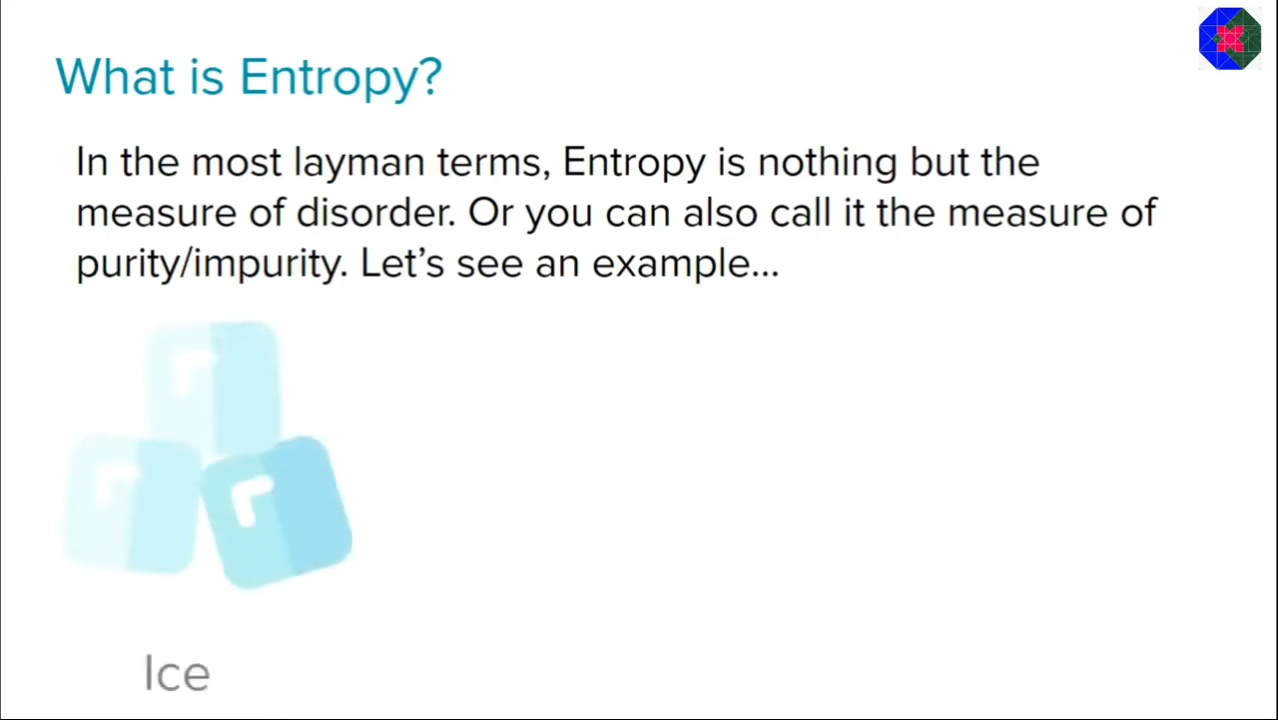 What is Entropy?
In the most layman terms, Entropy is nothing but the
measure of disorder. Or you can also call it the measure of
purity/impurity. Let’s see an example...
Ice